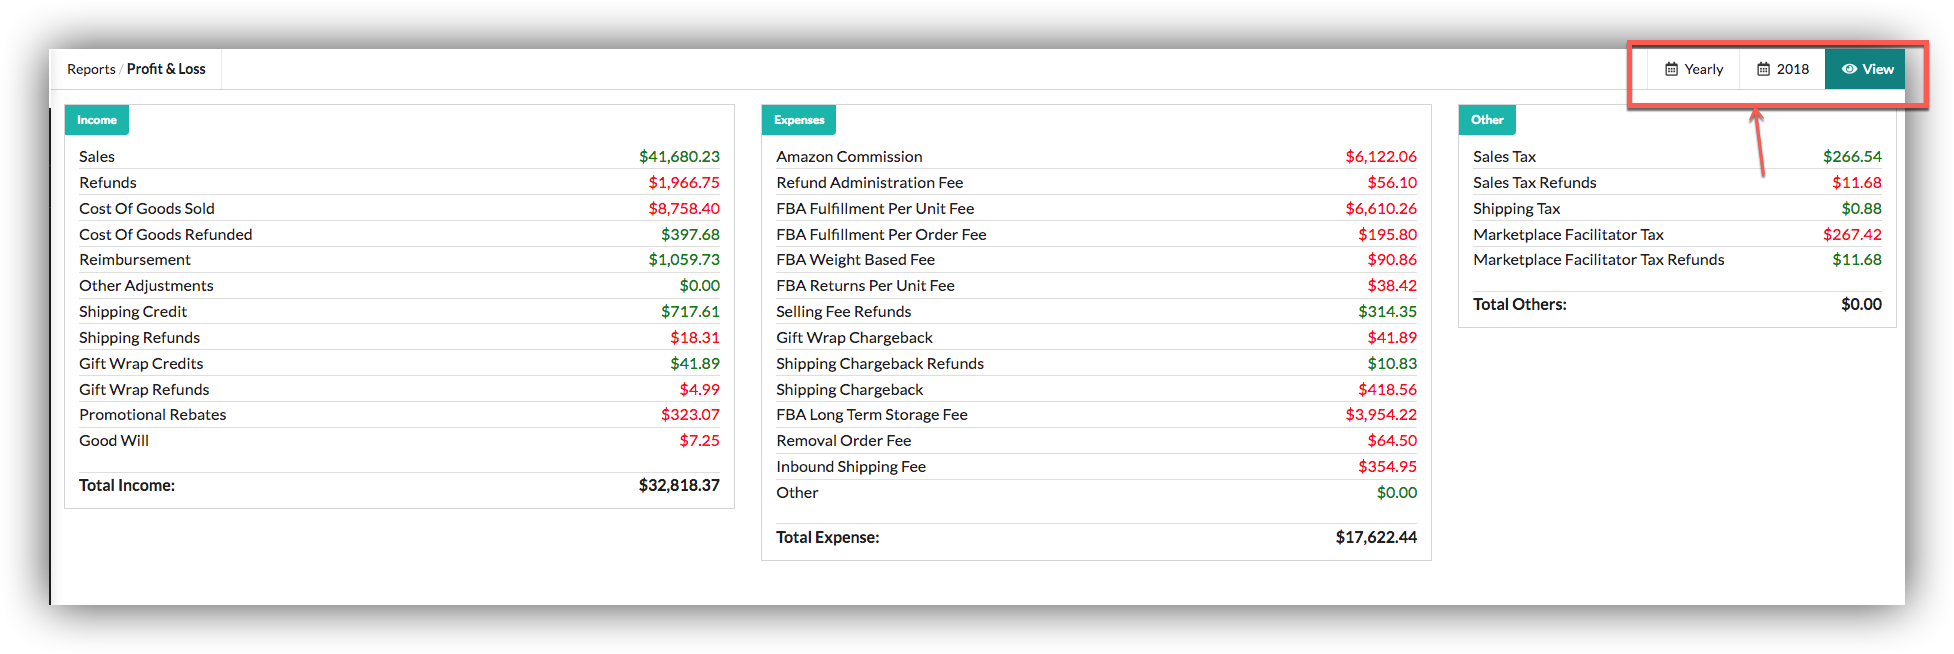 Reports / Profit & Loss
Yearly
2018
View
Income
Sales $41,680.23
Refunds $1,966.75
Cost Of Goods Sold $8,758.40
Cost Of Goods Refunded $397.68
Reimbursement $1,059.73
Other Adjustments $0.00
Shipping Credit $717.61
Shipping Refunds $18.31
Gift Wrap Credits $41.89
Gift Wrap Refunds $4.99
Promotional Rebates $323.07
Good Will $7.25
Total Income: $32,818.37
Expenses
Amazon Commission $6,122.06
Refund Administration Fee $56.10
FBA Fulfillment Per Unit Fee $6,610.26
FBA Fulfillment Per Order Fee $195.80
FBA Weight Based Fee $90.86
FBA Returns Per Unit Fee $38.42
Selling Fee Refunds $314.35
Gift Wrap Chargeback $41.89
Shipping Chargeback Refunds $10.83
Shipping Chargeback $418.56
FBA Long Term Storage Fee $3,954.22
Removal Order Fee $64.50
Inbound Shipping Fee $354.95
Other $0.00
Total Expense: $17,622.44
Other
Sales Tax $266.54
Sales Tax Refunds $11.68
Shipping Tax $0.88
Marketplace Facilitator Tax $267.42
Marketplace Facilitator Tax Refunds $11.68
Total Others: $0.00